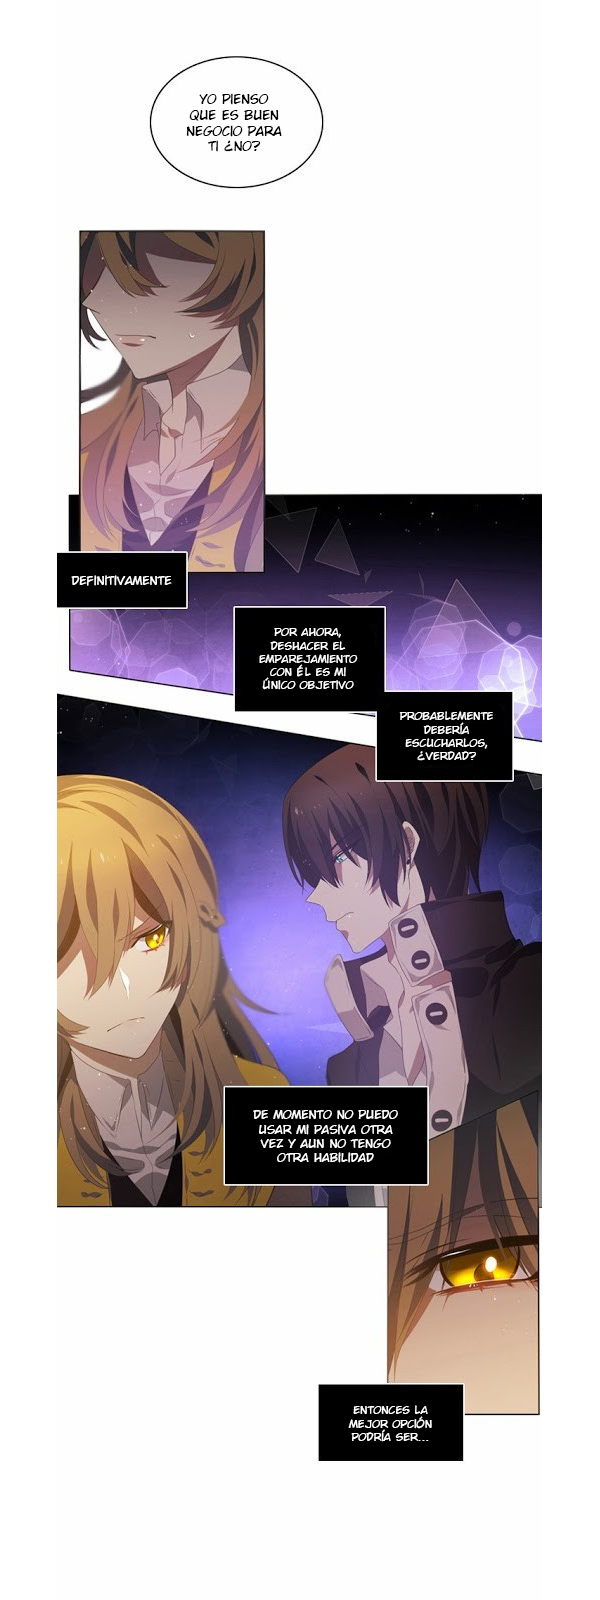 YO PIENSO
QUE ES BUEN
NEGOCIO PARA
TI ¿NO?
DEFINITIVAMENTE
POR AHORA,
DESHACER EL
EMPAREJAMIENTO
CON ÉL ES MI
ÚNICO OBJETIVO
PROBABLEMENTE
DEBERÍA
ESCUCHARLOS,
¿VERDAD?
DE MOMENTO NO PUEDO
USAR MI PASIVA OTRA
VEZ Y AUN NO TENGO
OTRA HABILIDAD
ENTONCES LA
MEJOR OPCIÓN
PODRÍA SER...